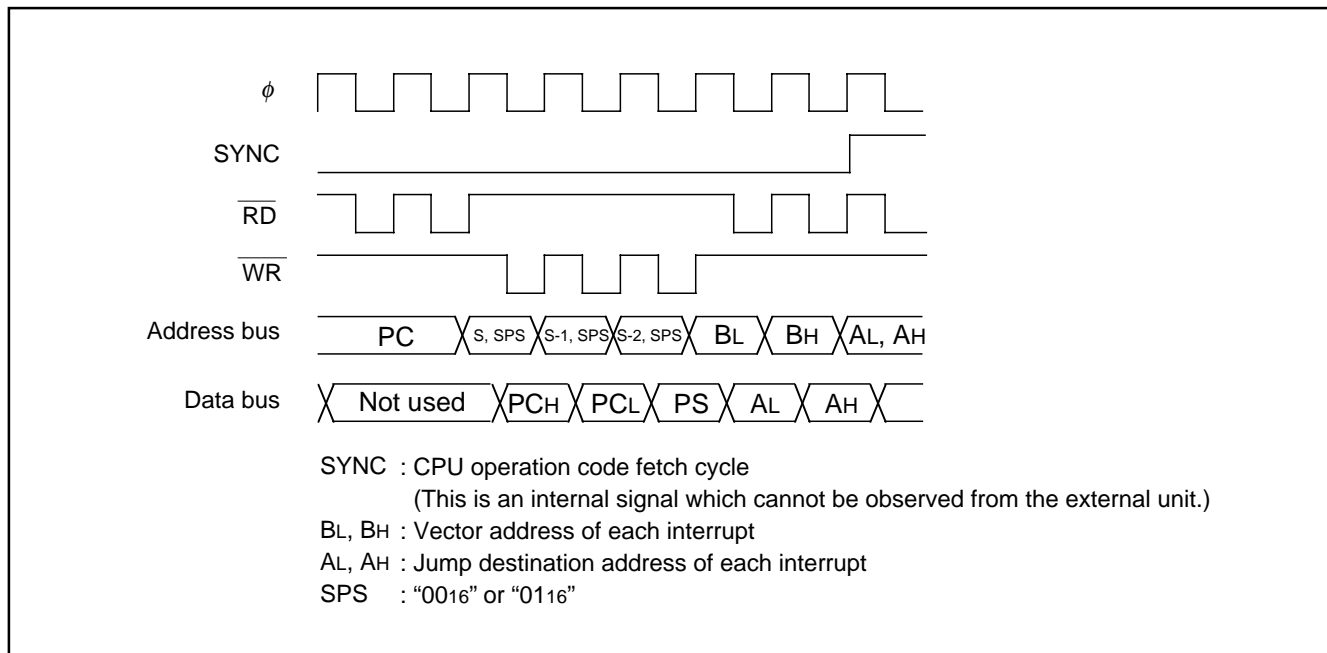 ϕ
SYNC
RD
WR
Address bus PC S, SPS S-1, SPS S-2, SPS BL BH AL, AH
Data bus Not used PCH PCL PS AL AH
SYNC : CPU operation code fetch cycle
(This is an internal signal which cannot be observed from the external unit.)
BL, BH : Vector address of each interrupt
AL, AH : Jump destination address of each interrupt
SPS : “0016” or “0116”